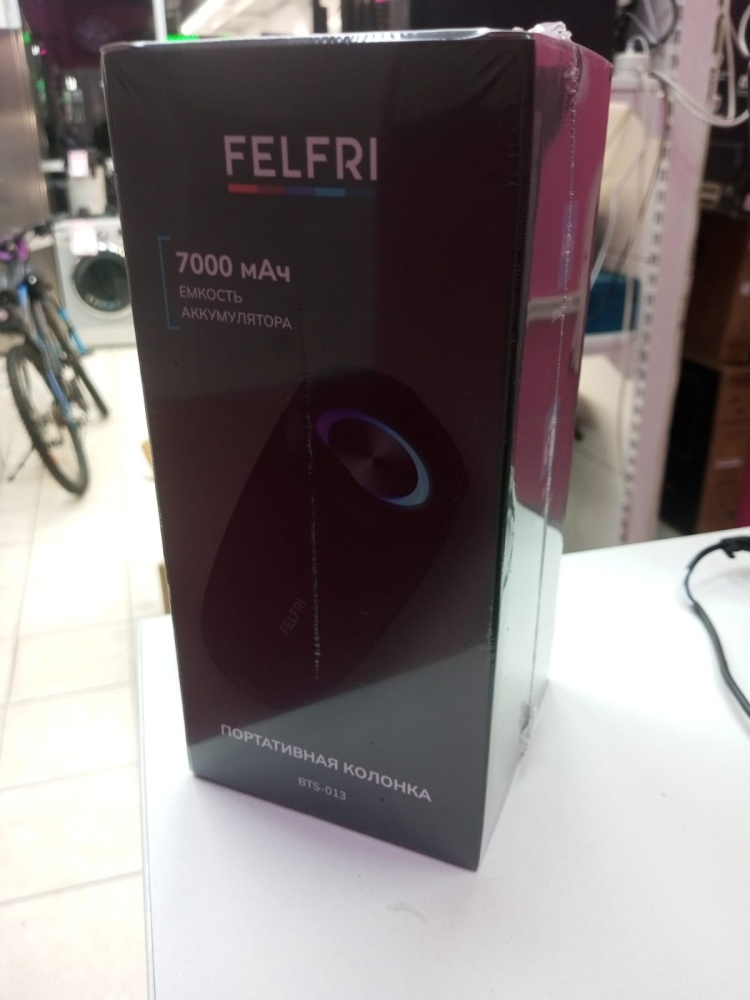 FELFRI
7000 мАч
ЕМКОСТЬ
АККУМУЛЯТОРА
FELFRI
ПОРТАТИВНАЯ КОЛОНКА
BTS-013